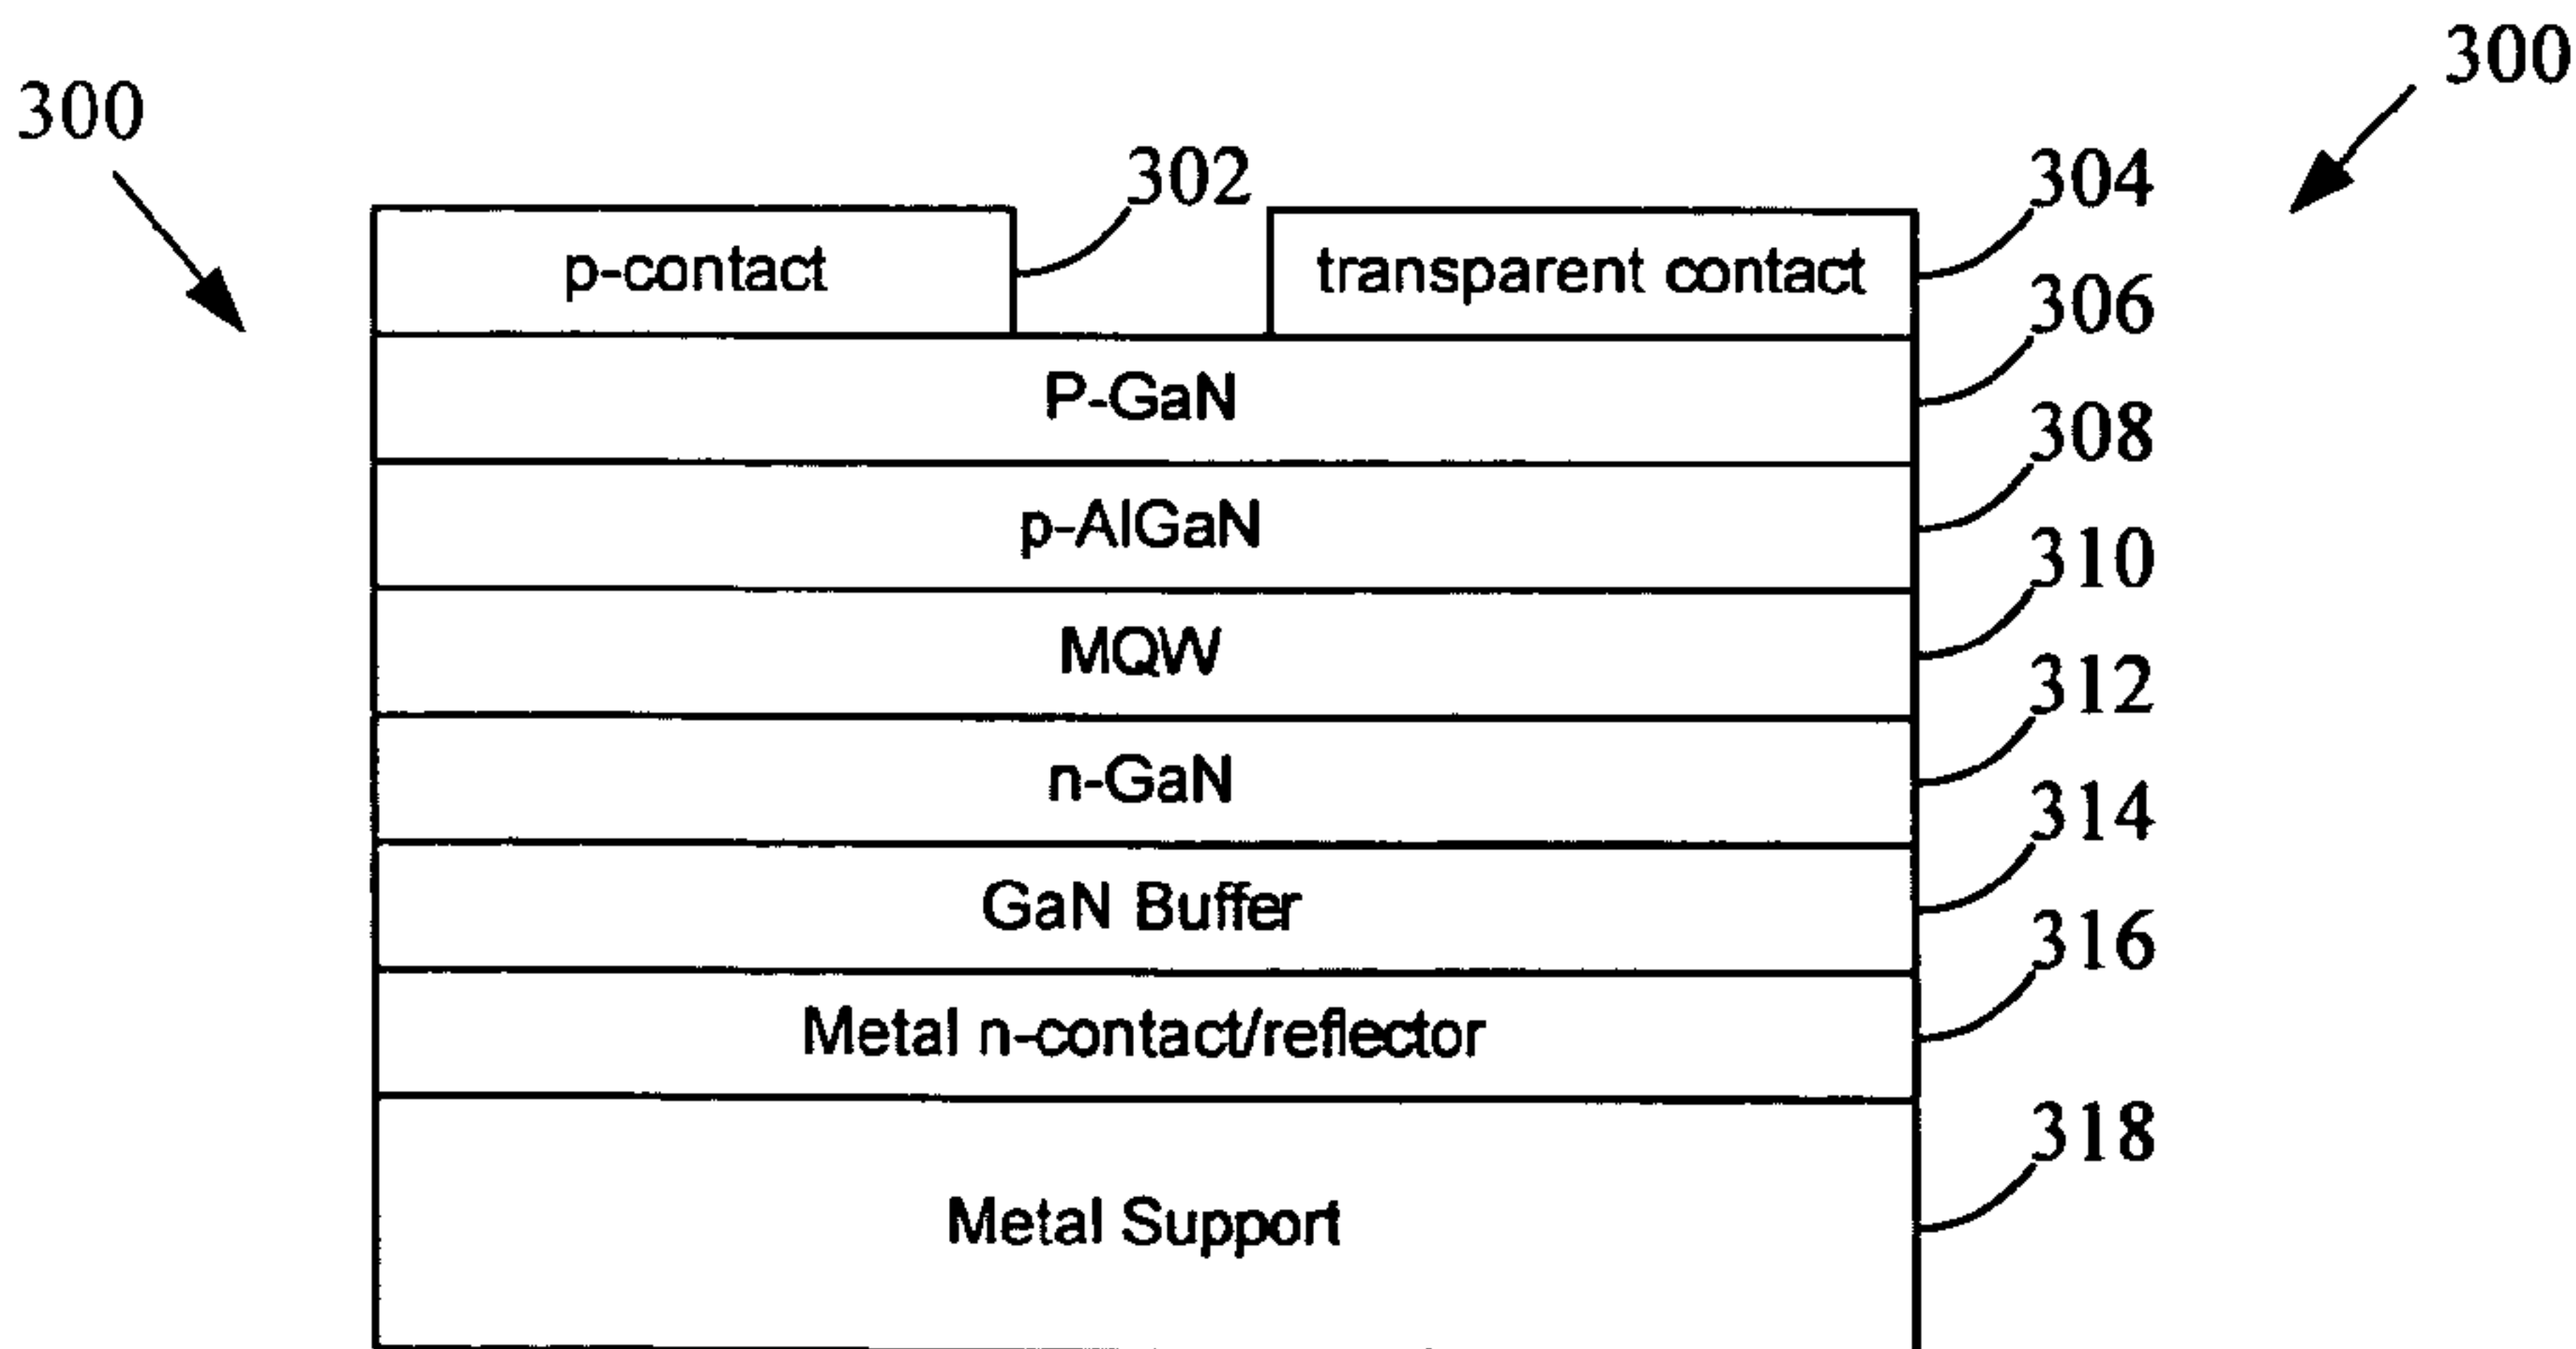 300
300
302
304
p-contact
transparent contact
306
P-GaN
308
p-AlGaN
310
MQW
312
n-GaN
314
GaN Buffer
316
Metal n-contact/reflector
318
Metal Support